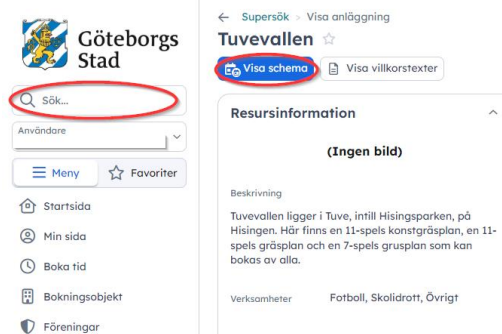 Göteborgs
Stad
Sök...
Användare
Meny
Favoriter
Startsida
Min sida
Boka tid
Bokningsobjekt
Föreningar
← Supersök > Visa anläggning
Tuvevallen
Visa schema
Visa villkorstexter
Resursinformation
(Ingen bild)
Beskrivning
Tuvevallen ligger i Tuve, intill Hisingsparken, på
Hisingen. Här finns en 11-spels konstgräsplan, en 11-
spels gräsplan och en 7-spels grusplan som kan
bokas av alla.
Verksamheter Fotboll, Skolidrott, Övrigt